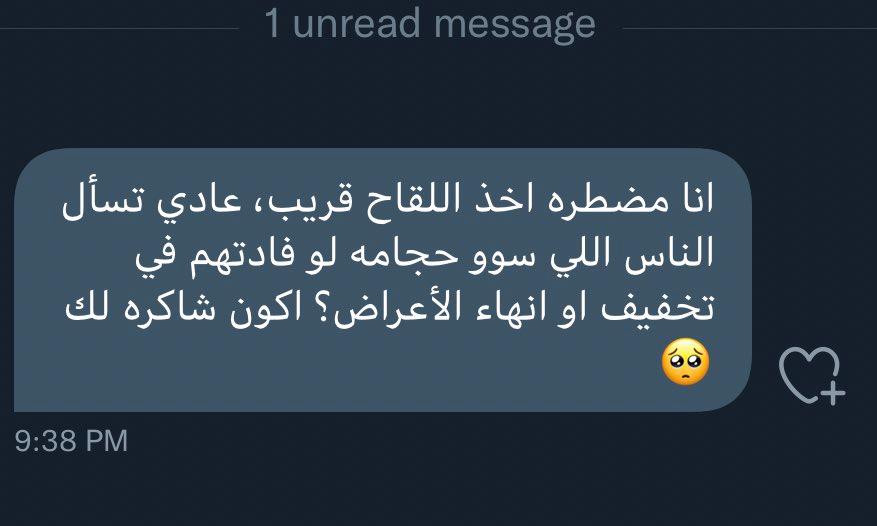 1 unread message
انا مضطره اخذ اللقاح قريب، عادي تسأل
الناس اللي سوو حجامه لو فادتهم في
تخفيف او انهاء الأعراض؟ اكون شاكره لك
🥺
9:38 PM